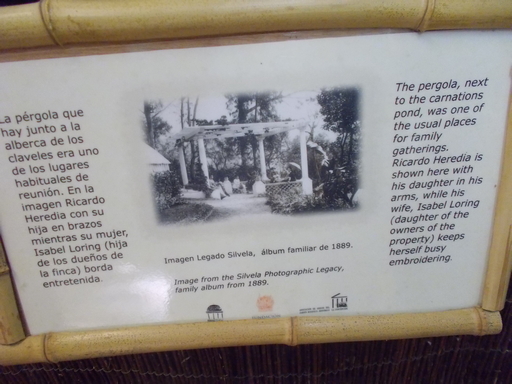 La pérgola que
hay junto a la
alberca de los
claveles era uno
de los lugares
habituales de
reunión. En la
imagen Ricardo
Heredia con su
hija en brazos
mientras su mujer,
Isabel Loring (hija
de los dueños de
la finca) borda
entretenida.
Imagen Legado Silvela, álbum familiar de 1889.
Image from the Silvela Photographic Legacy,
family album from 1889.
The pergola, next
to the carnations
pond, was one of
the usual places
for family
gatherings.
Ricardo Heredia is
shown here with
his daughter in his
arms, while his
wife, Isabel Loring
(daughter of the
owners of the
property) keeps
herself busy
embroidering.